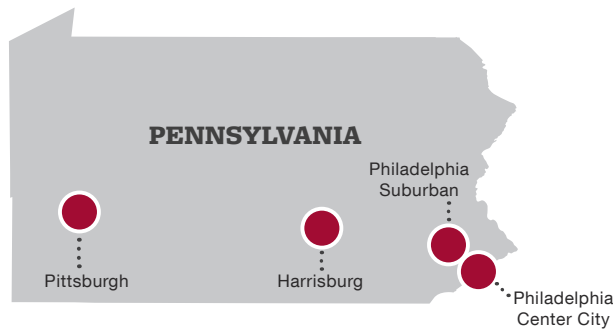 PENNSYLVANIA
Philadelphia
Suburban
Pittsburgh
Harrisburg
Philadelphia
Center City